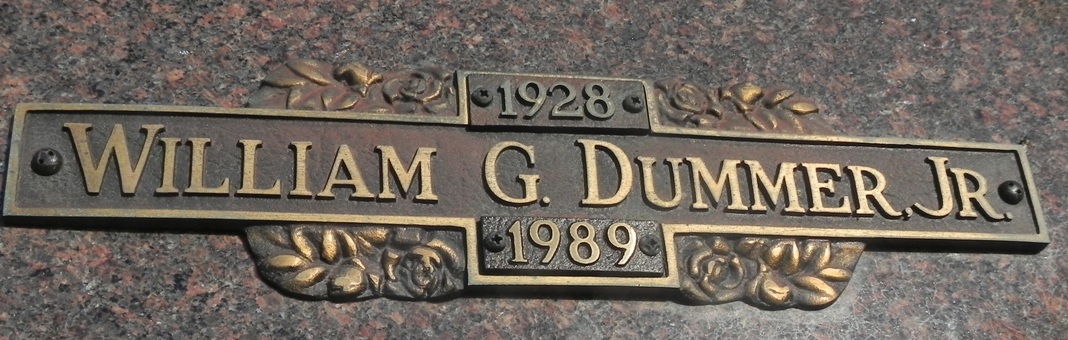 1928
WILLIAM G. DUMMER, JR.
1989